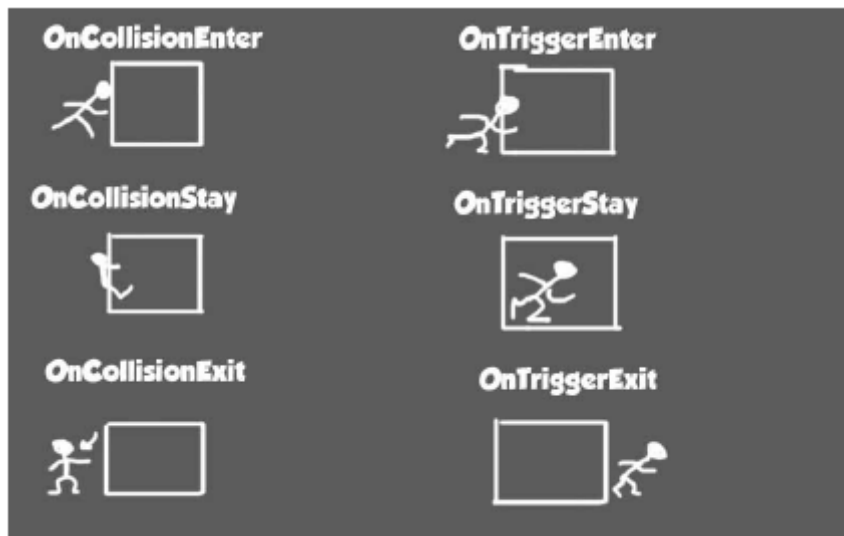 OnCollisionEnter
OnTriggerEnter
OnCollisionStay
OnTriggerStay
OnCollisionExit
OnTriggerExit